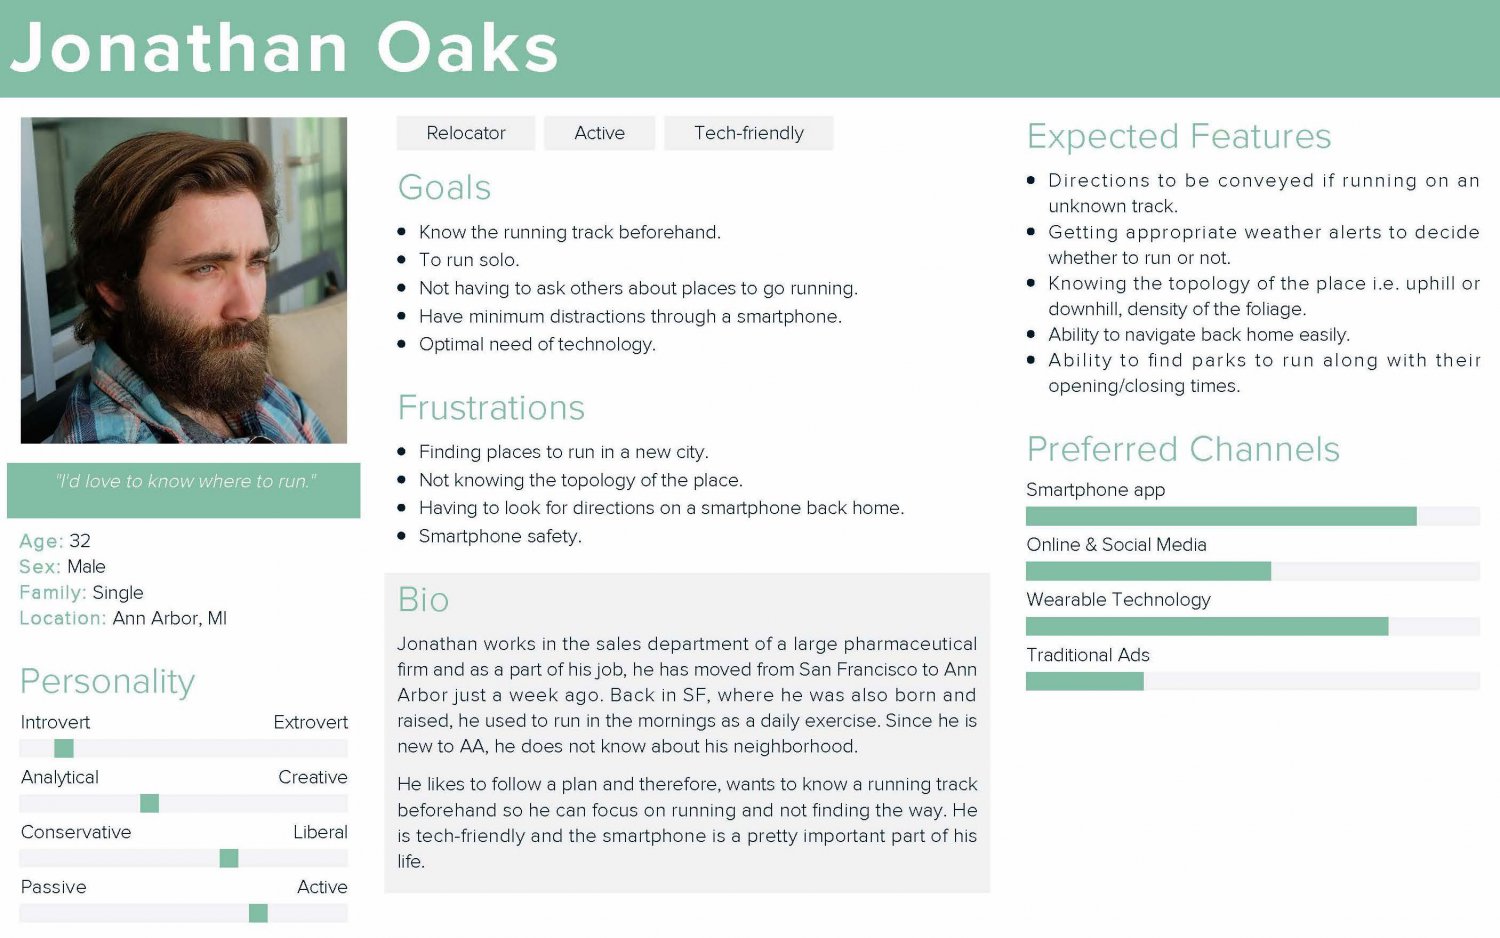 Jonathan Oaks
"I'd love to know where to run."
Age: 32
Sex: Male
Family: Single
Location: Ann Arbor, MI
Personality
Introvert Extrovert
Analytical Creative
Conservative Liberal
Passive Active
Relocator Active Tech-friendly
Goals
• Know the running track beforehand.
• To run solo.
• Not having to ask others about places to go running.
• Have minimum distractions through a smartphone.
• Optimal need of technology.
Frustrations
• Finding places to run in a new city.
• Not knowing the topology of the place.
• Having to look for directions on a smartphone back home.
• Smartphone safety.
Bio
Jonathan works in the sales department of a large pharmaceutical
firm and as a part of his job, he has moved from San Francisco to Ann
Arbor just a week ago. Back in SF, where he was also born and
raised, he used to run in the mornings as a daily exercise. Since he is
new to AA, he does not know about his neighborhood.
He likes to follow a plan and therefore, wants to know a running track
beforehand so he can focus on running and not finding the way. He
is tech-friendly and the smartphone is a pretty important part of his
life.
Expected Features
• Directions to be conveyed if running on an
unknown track.
• Getting appropriate weather alerts to decide
whether to run or not.
• Knowing the topology of the place i.e. uphill or
downhill, density of the foliage.
• Ability to navigate back home easily.
• Ability to find parks to run along with their
opening/closing times.
Preferred Channels
Smartphone app
Online & Social Media
Wearable Technology
Traditional Ads